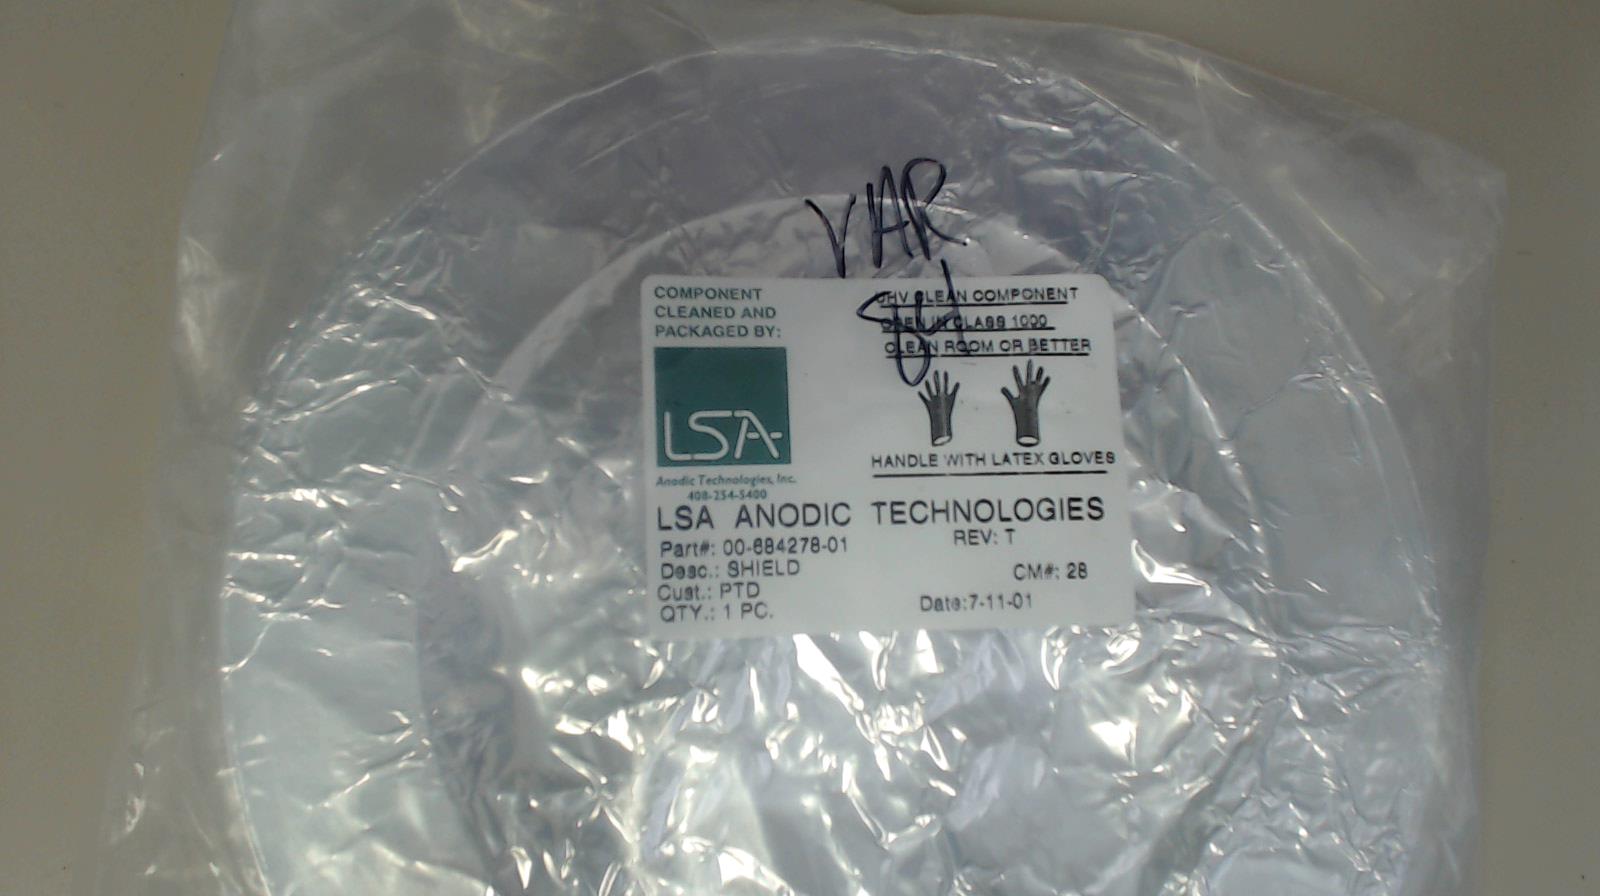 VAR
COMPONENT
CLEANED AND
PACKAGED BY:
LSA
Anodic Technologies, Inc.
408-254-5400
UHV CLEAN COMPONENT
OPEN IN CLASS 1000
CLEAN ROOM OR BETTER
HANDLE WITH LATEX GLOVES
LSA ANODIC TECHNOLOGIES
Part#: 00-684278-01
REV: T
Desc.: SHIELD
CM#: 28
Cust.: PTD
QTY.: 1 PC.
Date:7-11-01